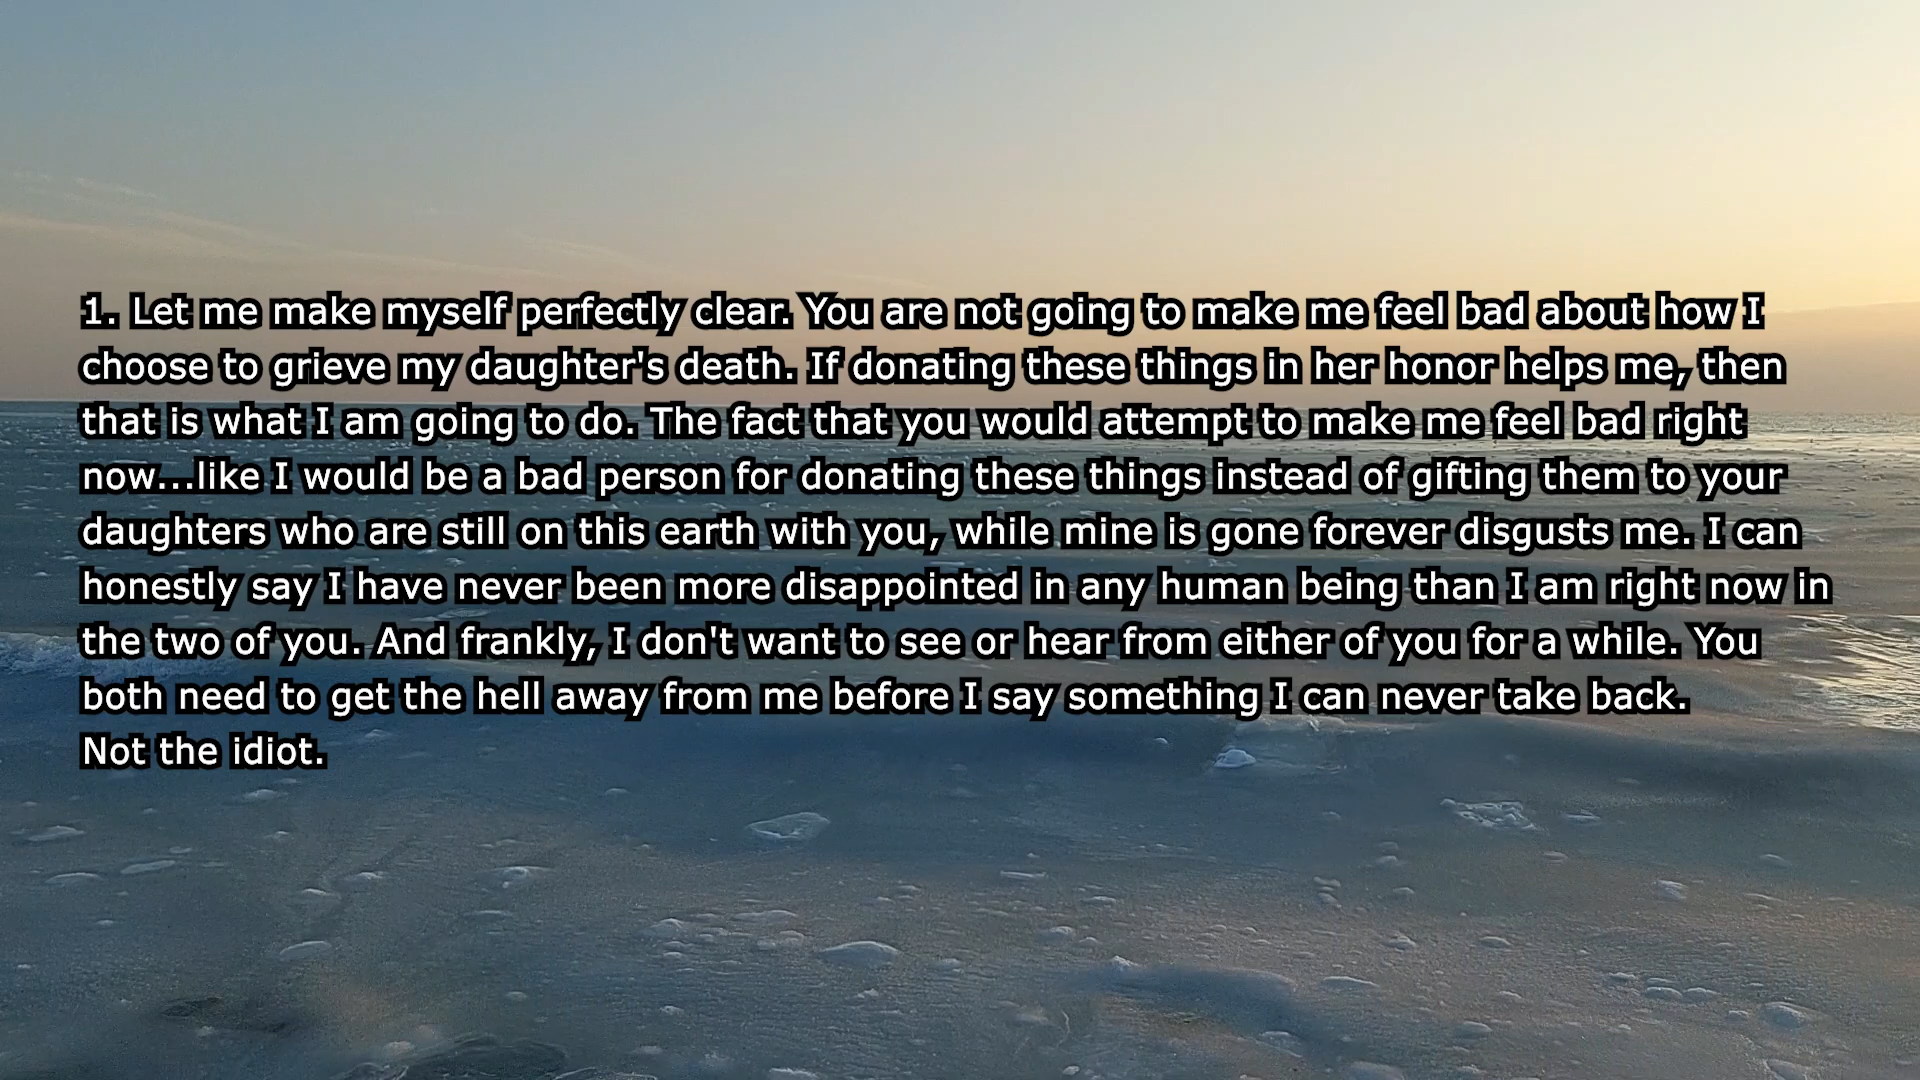 1. Let me make myself perfectly clear. You are not going to make me feel bad about how I
choose to grieve my daughter's death. If donating these things in her honor helps me, then
that is what I am going to do. The fact that you would attempt to make me feel bad right
now...like I would be a bad person for donating these things instead of gifting them to your
daughters who are still on this earth with you, while mine is gone forever disgusts me. I can
honestly say I have never been more disappointed in any human being than I am right now in
the two of you. And frankly, I don't want to see or hear from either of you for a while. You
both need to get the hell away from me before I say something I can never take back.
Not the idiot.